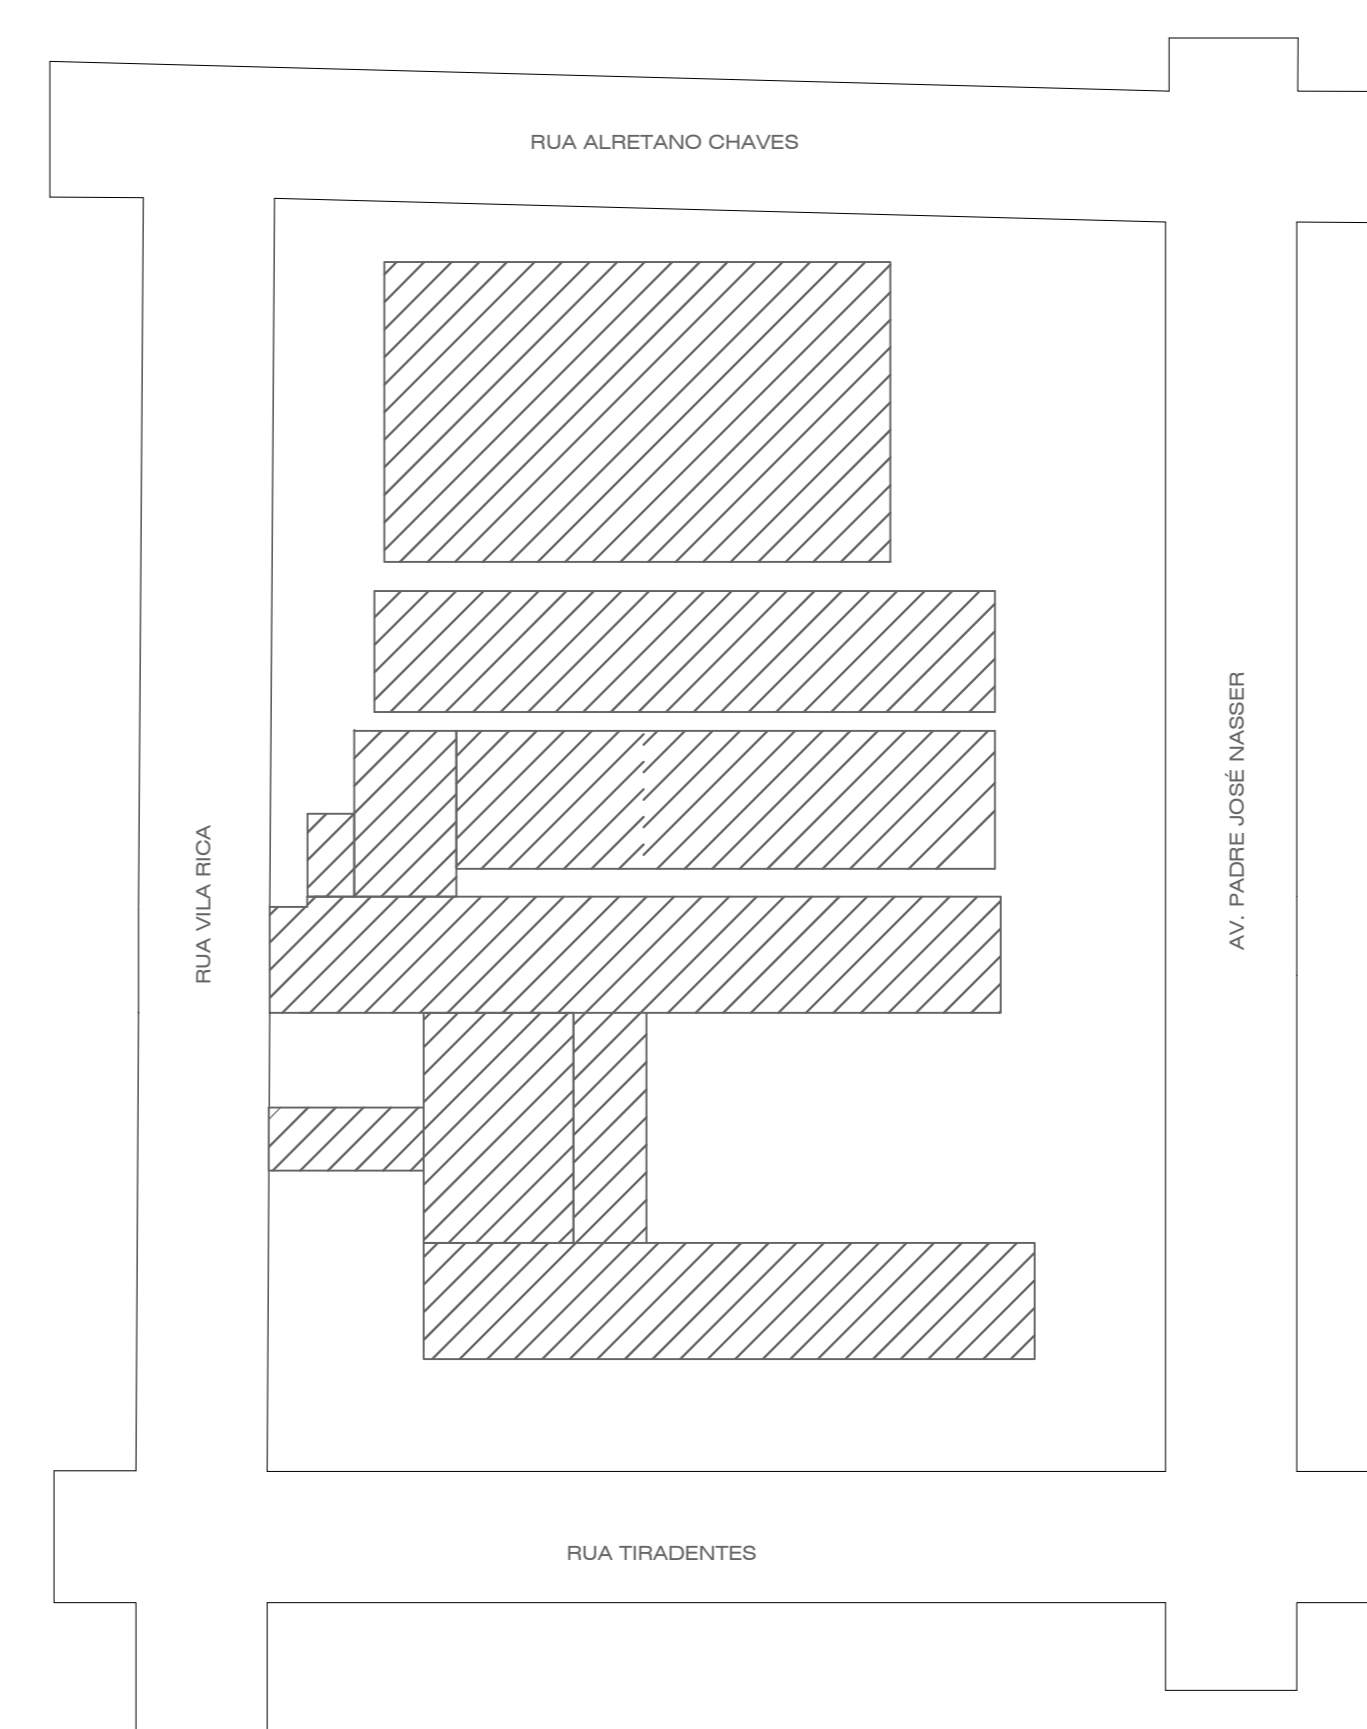 RUA ALRETANO CHAVES
AV. PADRE JOSÉ NASSER
RUA VILA RICA
RUA TIRADENTES